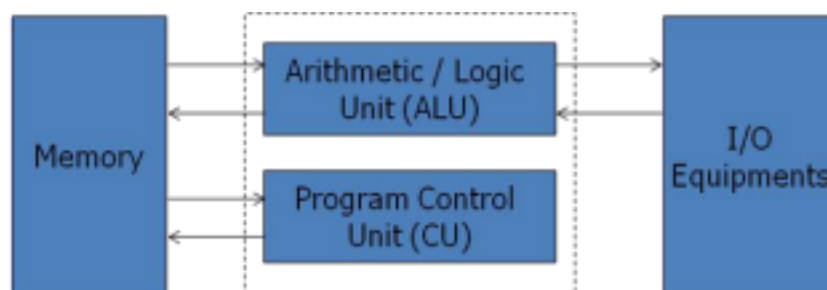 Memory
Arithmetic / Logic
Unit (ALU)
Program Control
Unit (CU)
I/O
Equipments